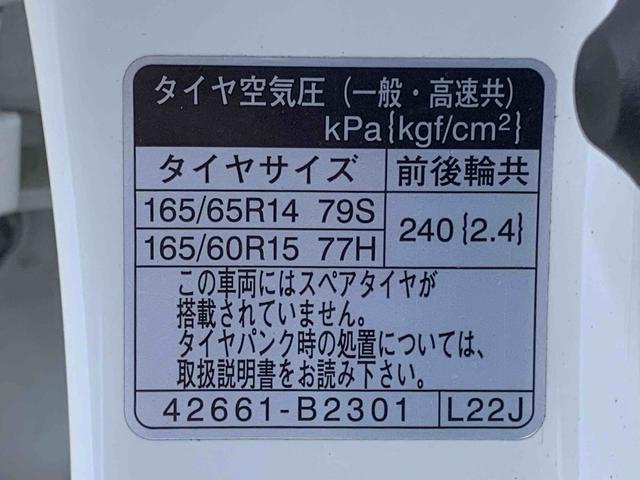 タイヤ空気圧（一般・高速共）
kPa{kgf/cm²}
タイヤサイズ 前後輪共
165/65R14 79S
240{2.4}
165/60R15 77H
この車両にはスペアタイヤが
搭載されていません。
タイヤパンク時の処置については、
取扱説明書をお読み下さい。
42661-B2301 L22J